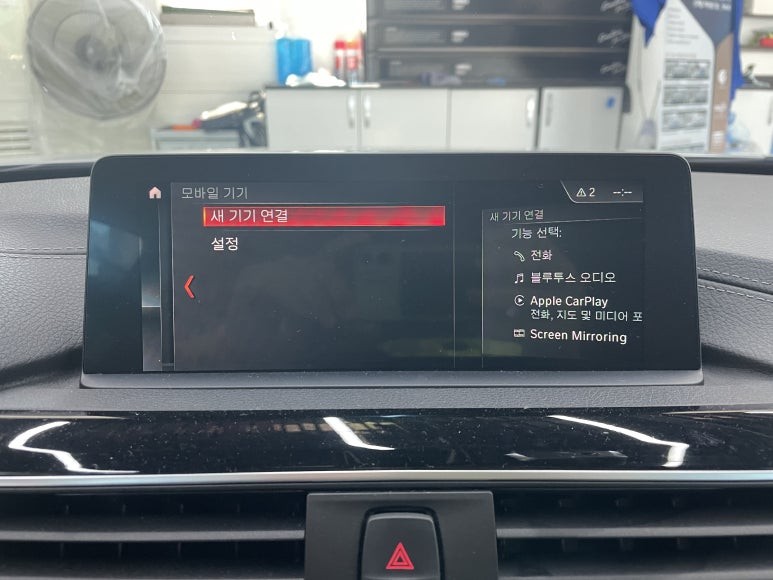 모바일 기기
2 --:--
새 기기 연결
설정
새 기기 연결
기능 선택:
전화
블루투스 오디오
Apple CarPlay
전화, 지도 및 미디어 포
Screen Mirroring